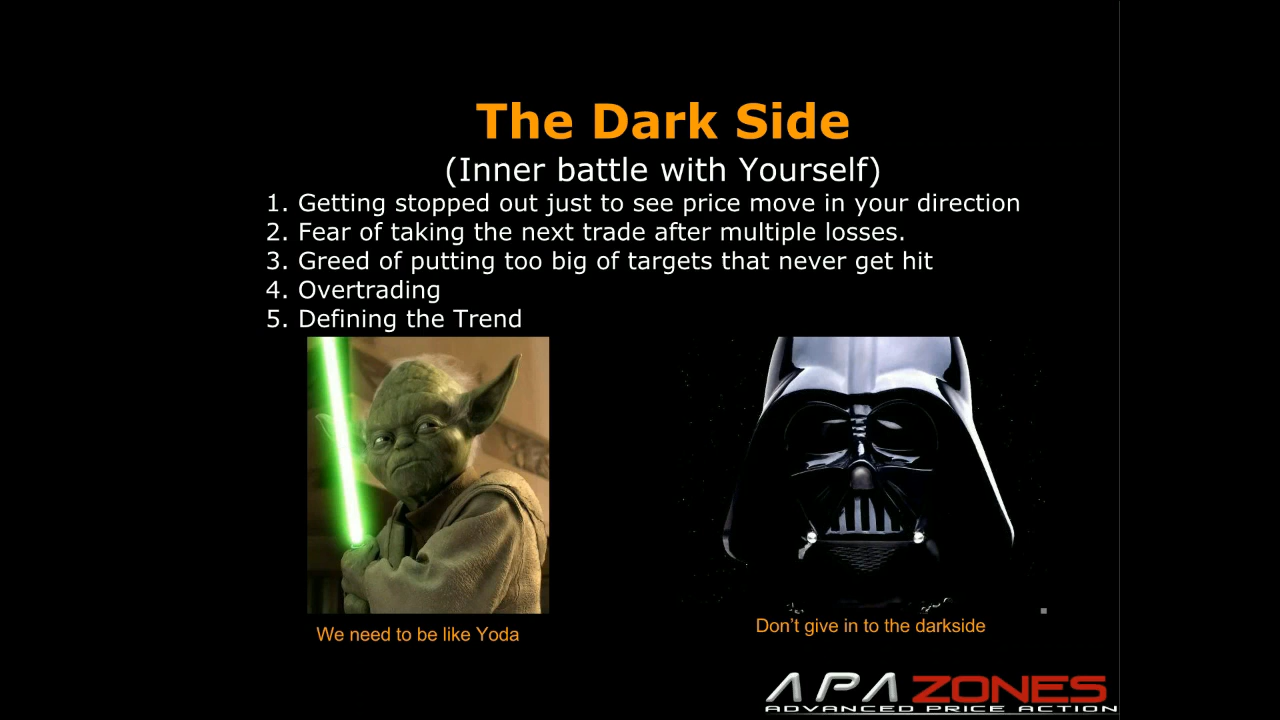 The Dark Side
(Inner battle with Yourself)
1. Getting stopped out just to see price move in your direction
2. Fear of taking the next trade after multiple losses.
3. Greed of putting too big of targets that never get hit
4. Overtrading
5. Defining the Trend
We need to be like Yoda
Don't give in to the darkside
APA ZONES
ADVANCED PRICE ACTION